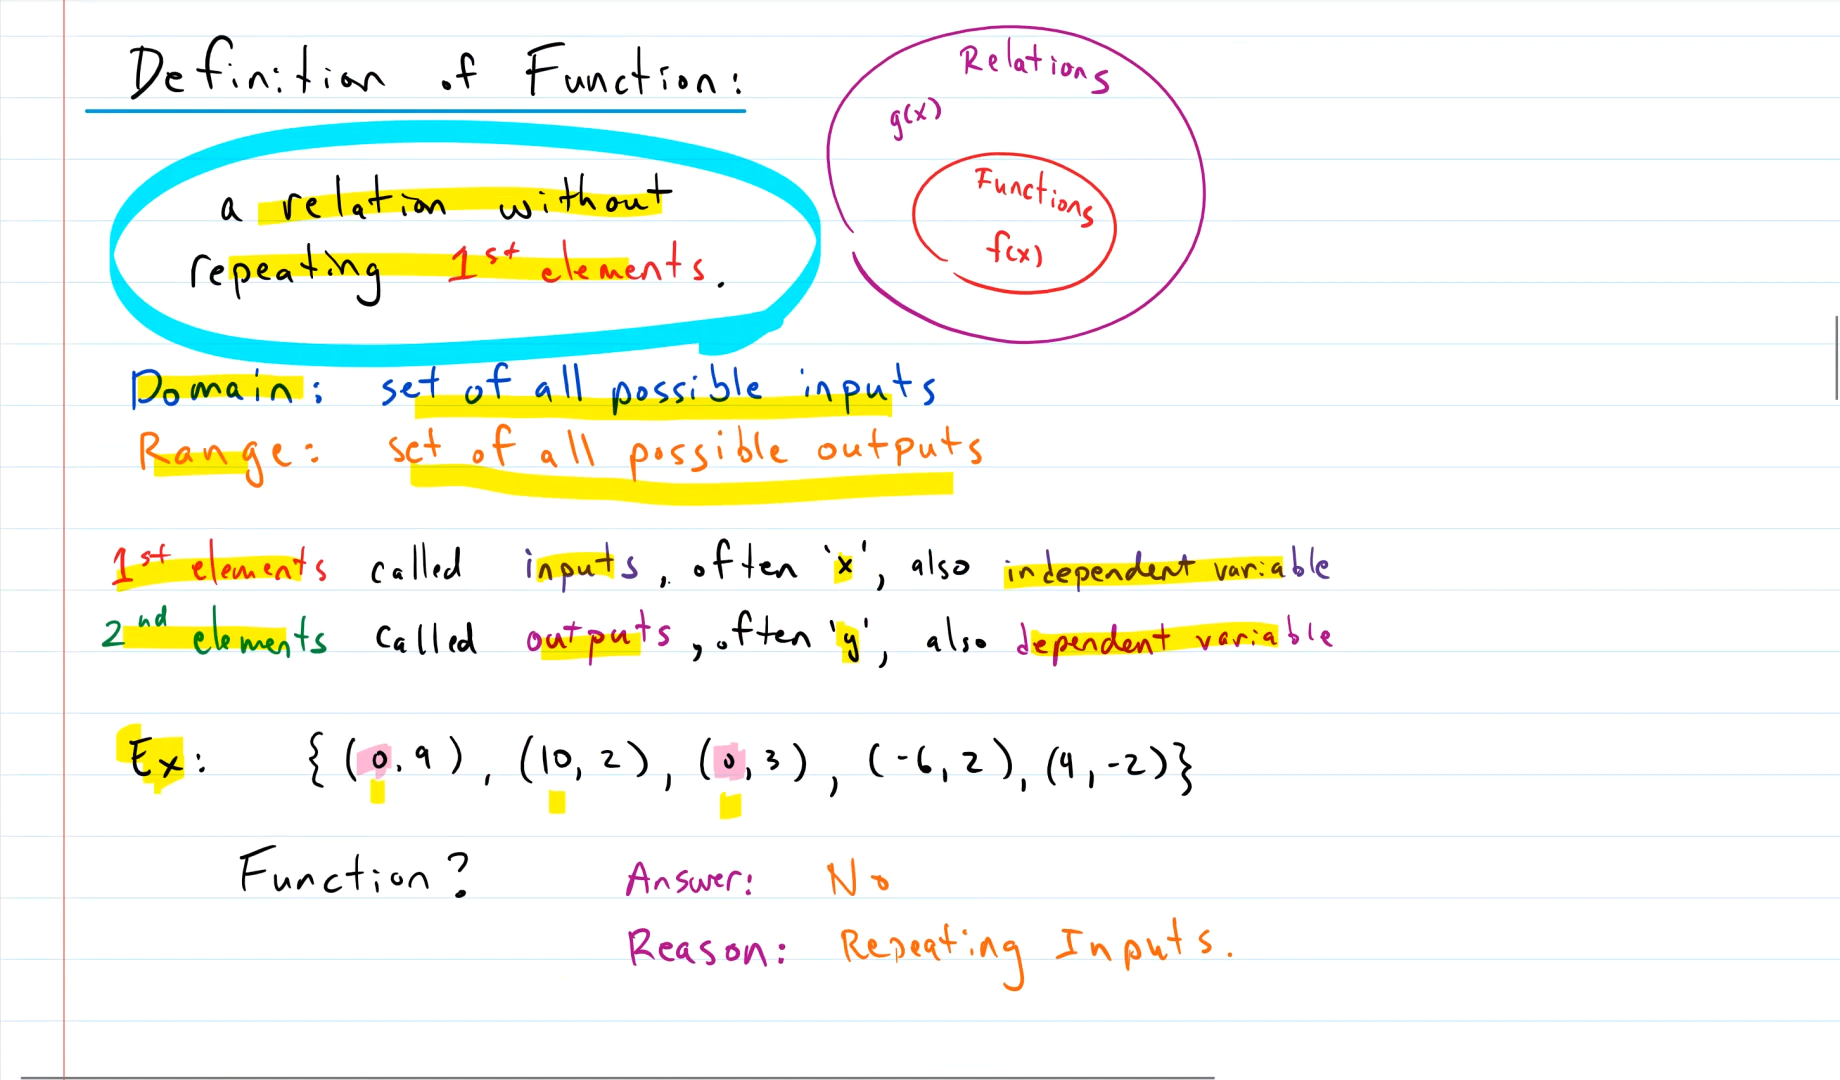 Definition of Function:
Relations
g(x)
Functions
f(x)
a relation without
repeating 1st elements.
Domain: set of all possible inputs
Range: set of all possible outputs
1st elements called inputs, often 'x', also independent variable
2nd elements called outputs, often 'y', also dependent variable
Ex: {(0,9), (10,2), (0,3), (-6,2), (9,-2)}
Function? Answer: No
Reason: Repeating Inputs.